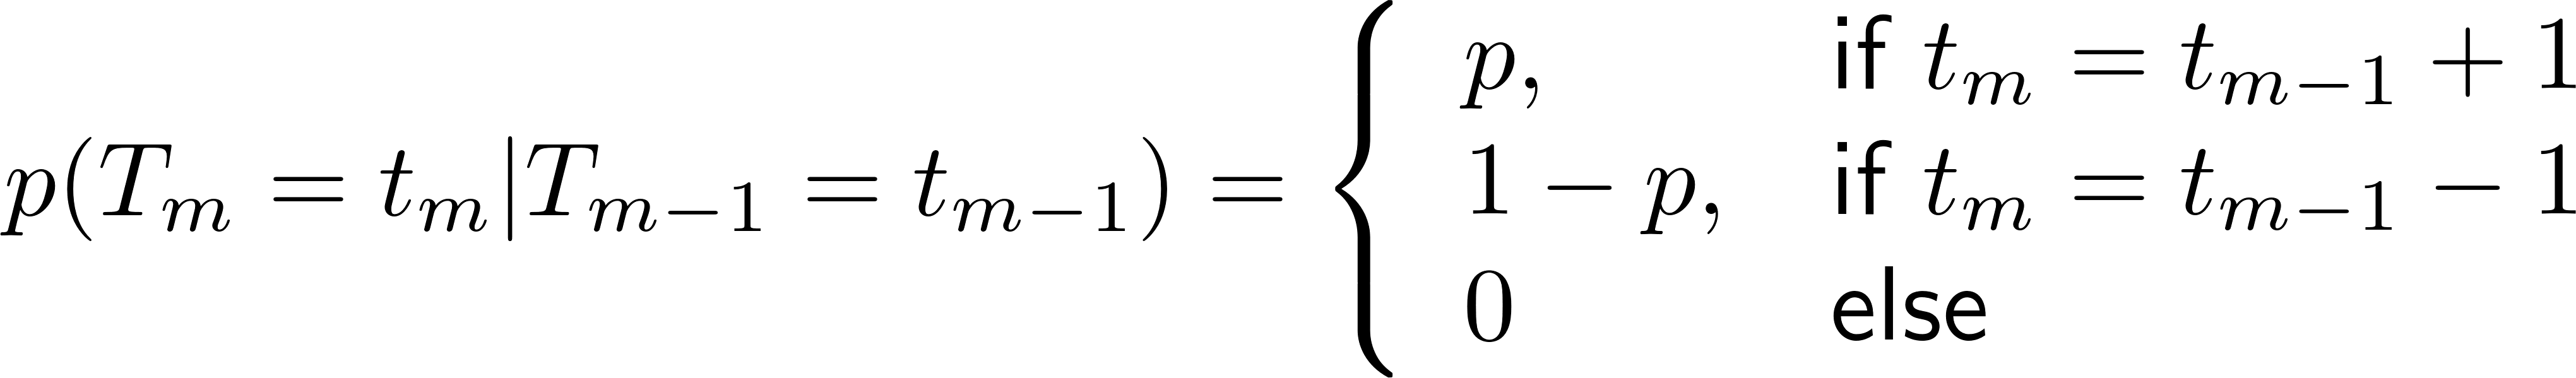 p(T_m = t_m|T_{m−1} = t_{m−1}) = { p, if t_m = t_{m−1} + 1
1 − p, if t_m = t_{m−1} − 1
0 else